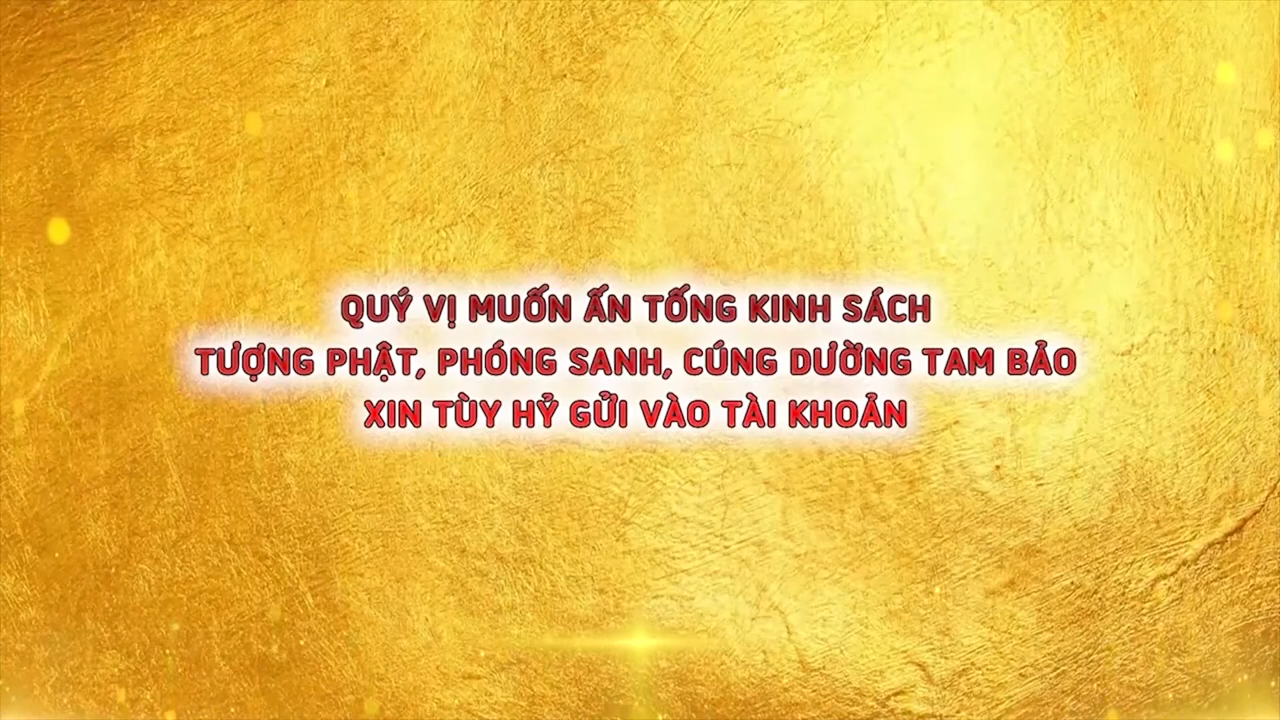 QUÝ VỊ MUỐN ẤN TỐNG KINH SÁCH
TƯỢNG PHẬT, PHÓNG SANH, CÚNG DƯỜNG TAM BẢO
XIN TÙY HỶ GỬI VÀO TÀI KHOẢN